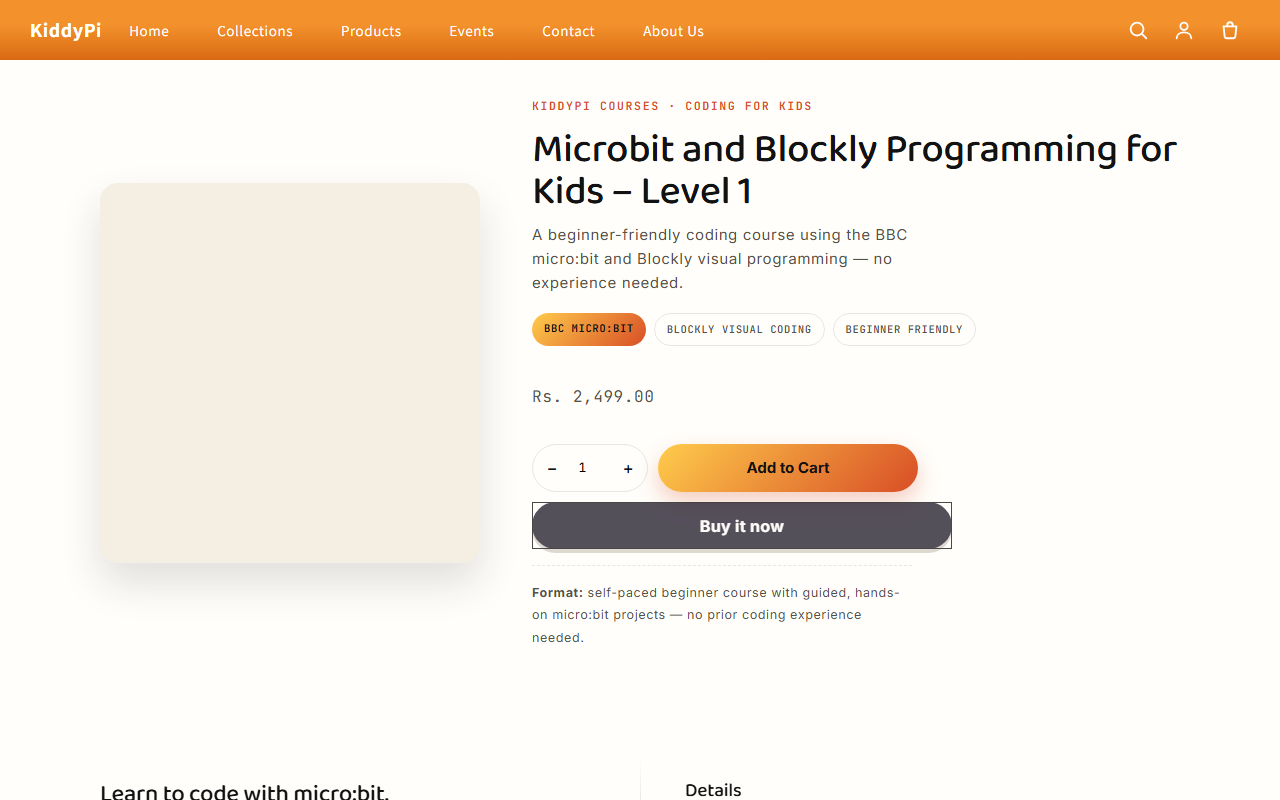 KiddyPi Home Collections Products Events Contact About Us
KIDDYPI COURSES · CODING FOR KIDS
Microbit and Blockly Programming for
Kids – Level 1
A beginner-friendly coding course using the BBC
micro:bit and Blockly visual programming — no
experience needed.
BBC MICRO:BIT BLOCKLY VISUAL CODING BEGINNER FRIENDLY
Rs. 2,499.00
− 1 + Add to Cart
Buy it now
Format: self-paced beginner course with guided, hands-
on micro:bit projects — no prior coding experience
needed.
Learn to code with micro:bit. Details